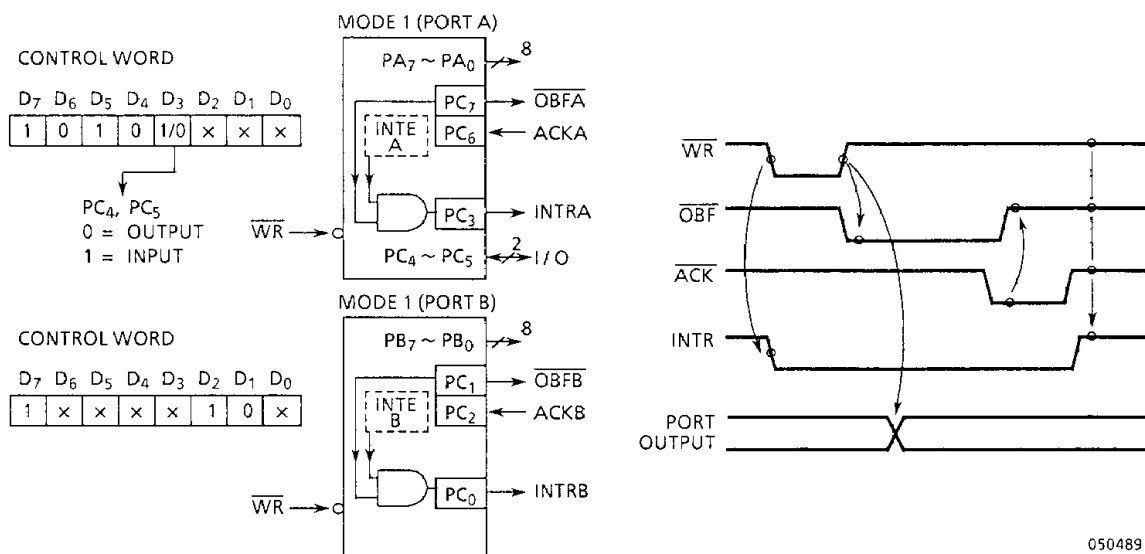 MODE 1 (PORT A)
CONTROL WORD
D7 D6 D5 D4 D3 D2 D1 D0
1 0 1 0 1/0 × × ×
PC4, PC5
0 = OUTPUT
1 = INPUT
PA7 ~ PA0
8
PC7
OBFA
INTE
A
PC6
ACKA
PC3
INTRA
WR
PC4 ~ PC5
2
I/O
MODE 1 (PORT B)
CONTROL WORD
D7 D6 D5 D4 D3 D2 D1 D0
1 × × × × 1 0 ×
PB7 ~ PB0
8
PC1
OBFB
INTE
B
PC2
ACKB
PC0
INTRB
WR
WR
OBF
ACK
INTR
PORT
OUTPUT
050489